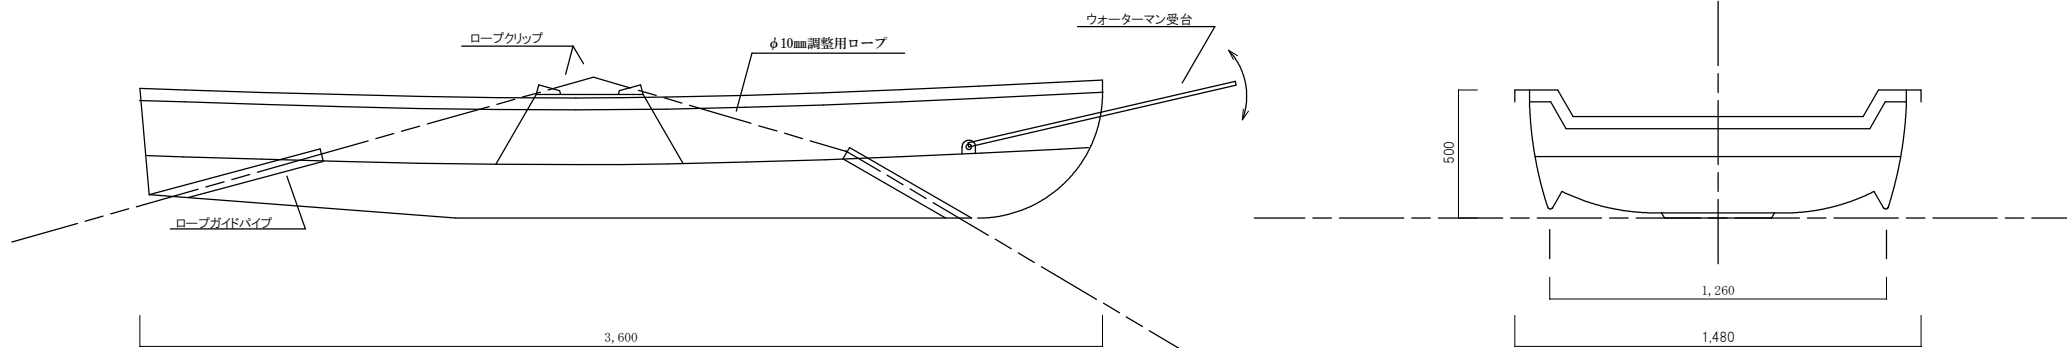 ウォーターマン受台
ロープクリップ
φ10㎜調整用ロープ
ロープガイドパイプ
500
1,260
3,600
1,480